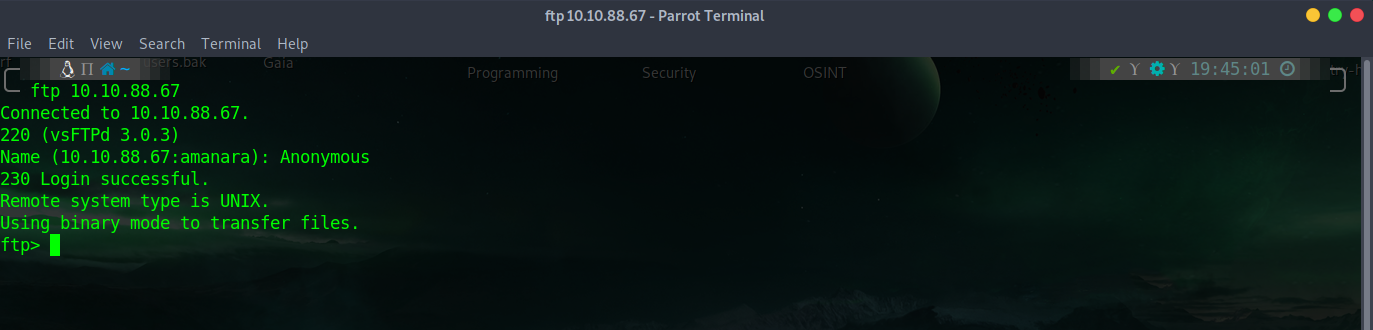 ftp 10.10.88.67 - Parrot Terminal
File Edit View Search Terminal Help
users.bak Gaia Programming Security OSINT
~ ✔ 19:45:01
ftp 10.10.88.67
Connected to 10.10.88.67.
220 (vsFTPd 3.0.3)
Name (10.10.88.67:amanara): Anonymous
230 Login successful.
Remote system type is UNIX.
Using binary mode to transfer files.
ftp>